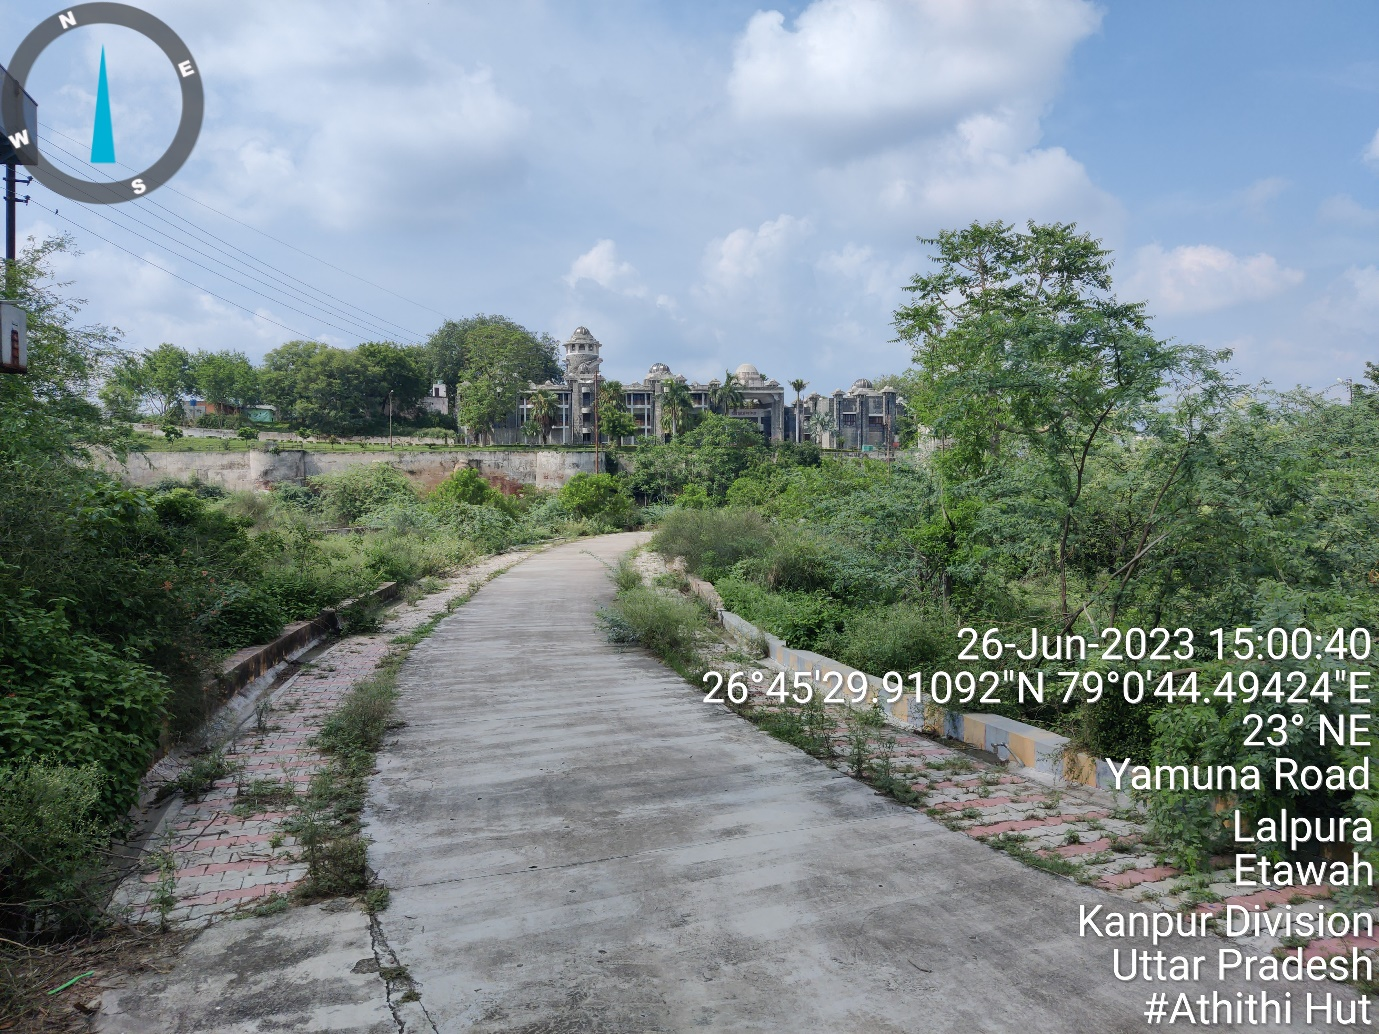 N
E
W
S
26-Jun-2023 15:00:40
26°45'29.91092"N 79°0'44.49424"E
23° NE
Yamuna Road
Lalpura
Etawah
Kanpur Division
Uttar Pradesh
#Athithi Hut